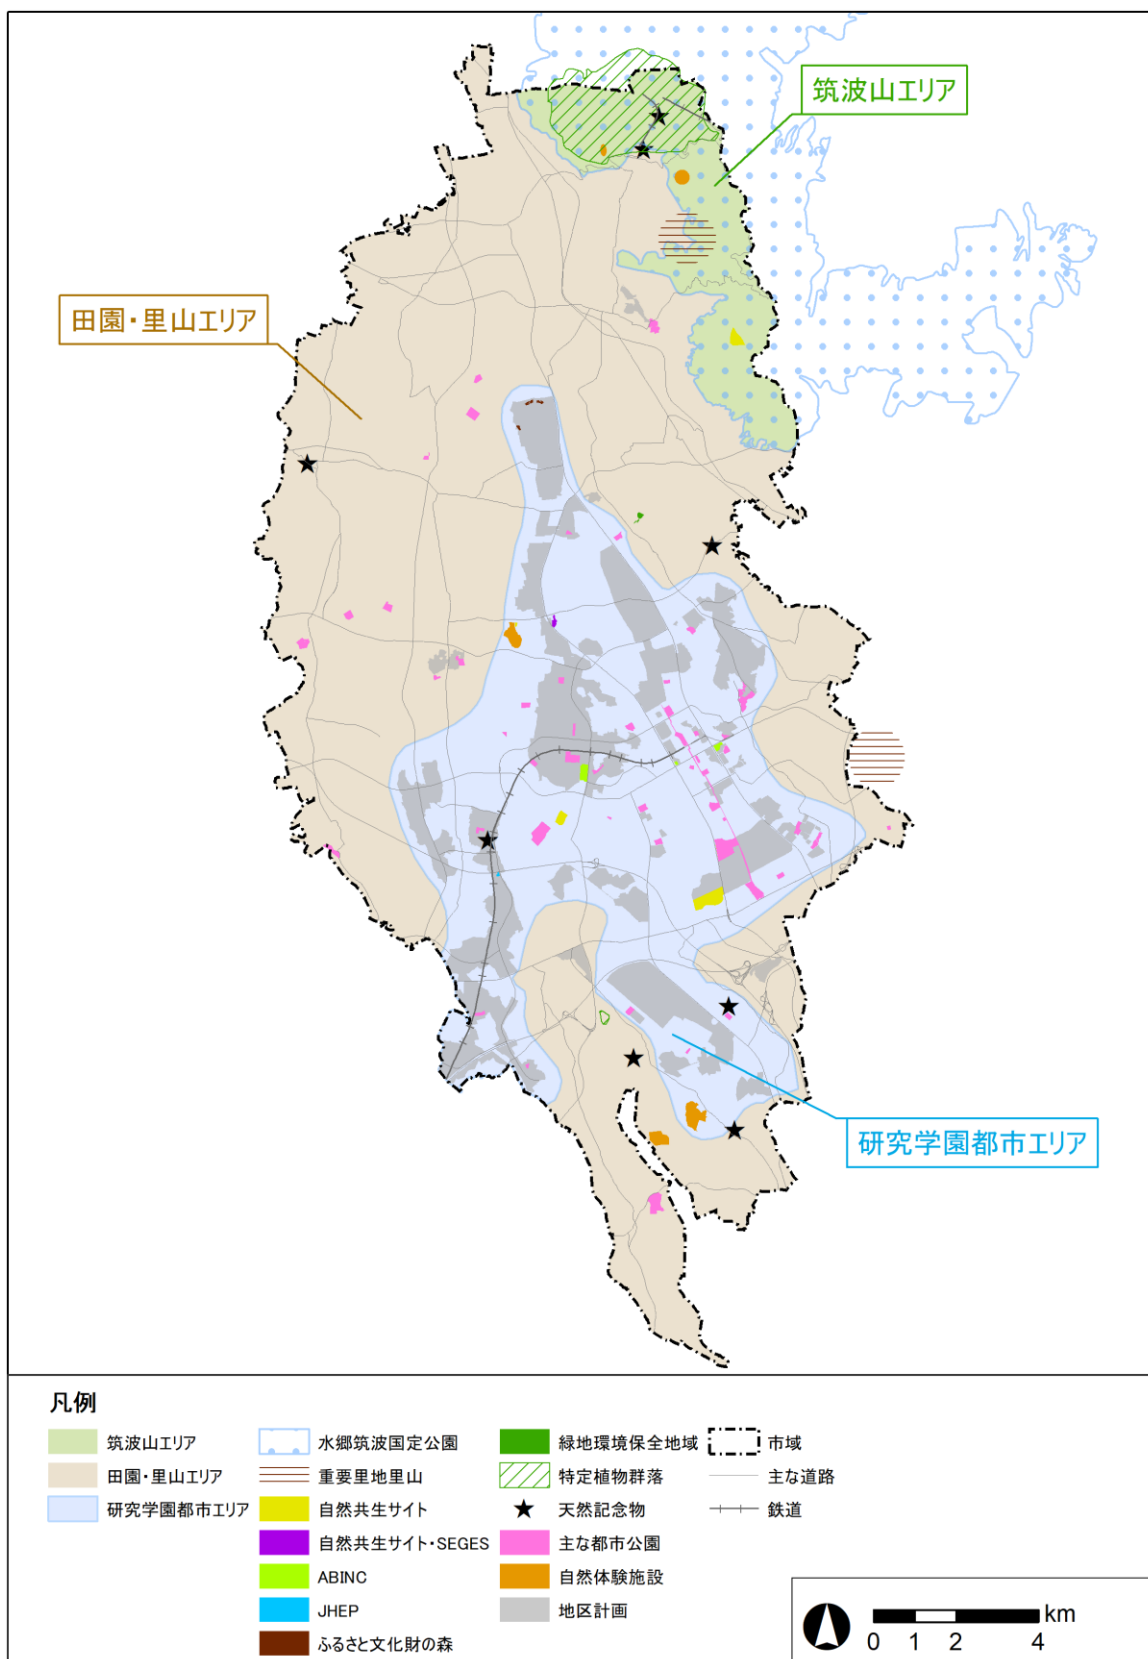 筑波山エリア
田園・里山エリア
研究学園都市エリア
凡例
筑波山エリア
田園・里山エリア
研究学園都市エリア
水郷筑波国定公園
重要里地里山
自然共生サイト
自然共生サイト・SEGES
ABINC
JHEP
ふるさと文化財の森
緑地環境保全地域
特定植物群落
天然記念物
主な都市公園
自然体験施設
地区計画
市域
主な道路
鉄道
km
0 1 2 4